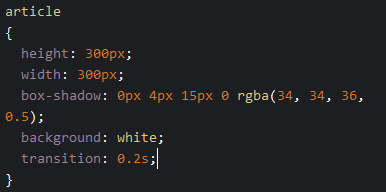 article
{
  height: 300px;
  width: 300px;
  box-shadow: 0px 4px 15px 0 rgba(34, 34, 36,
0.5);
  background: white;
  transition: 0.2s;
}